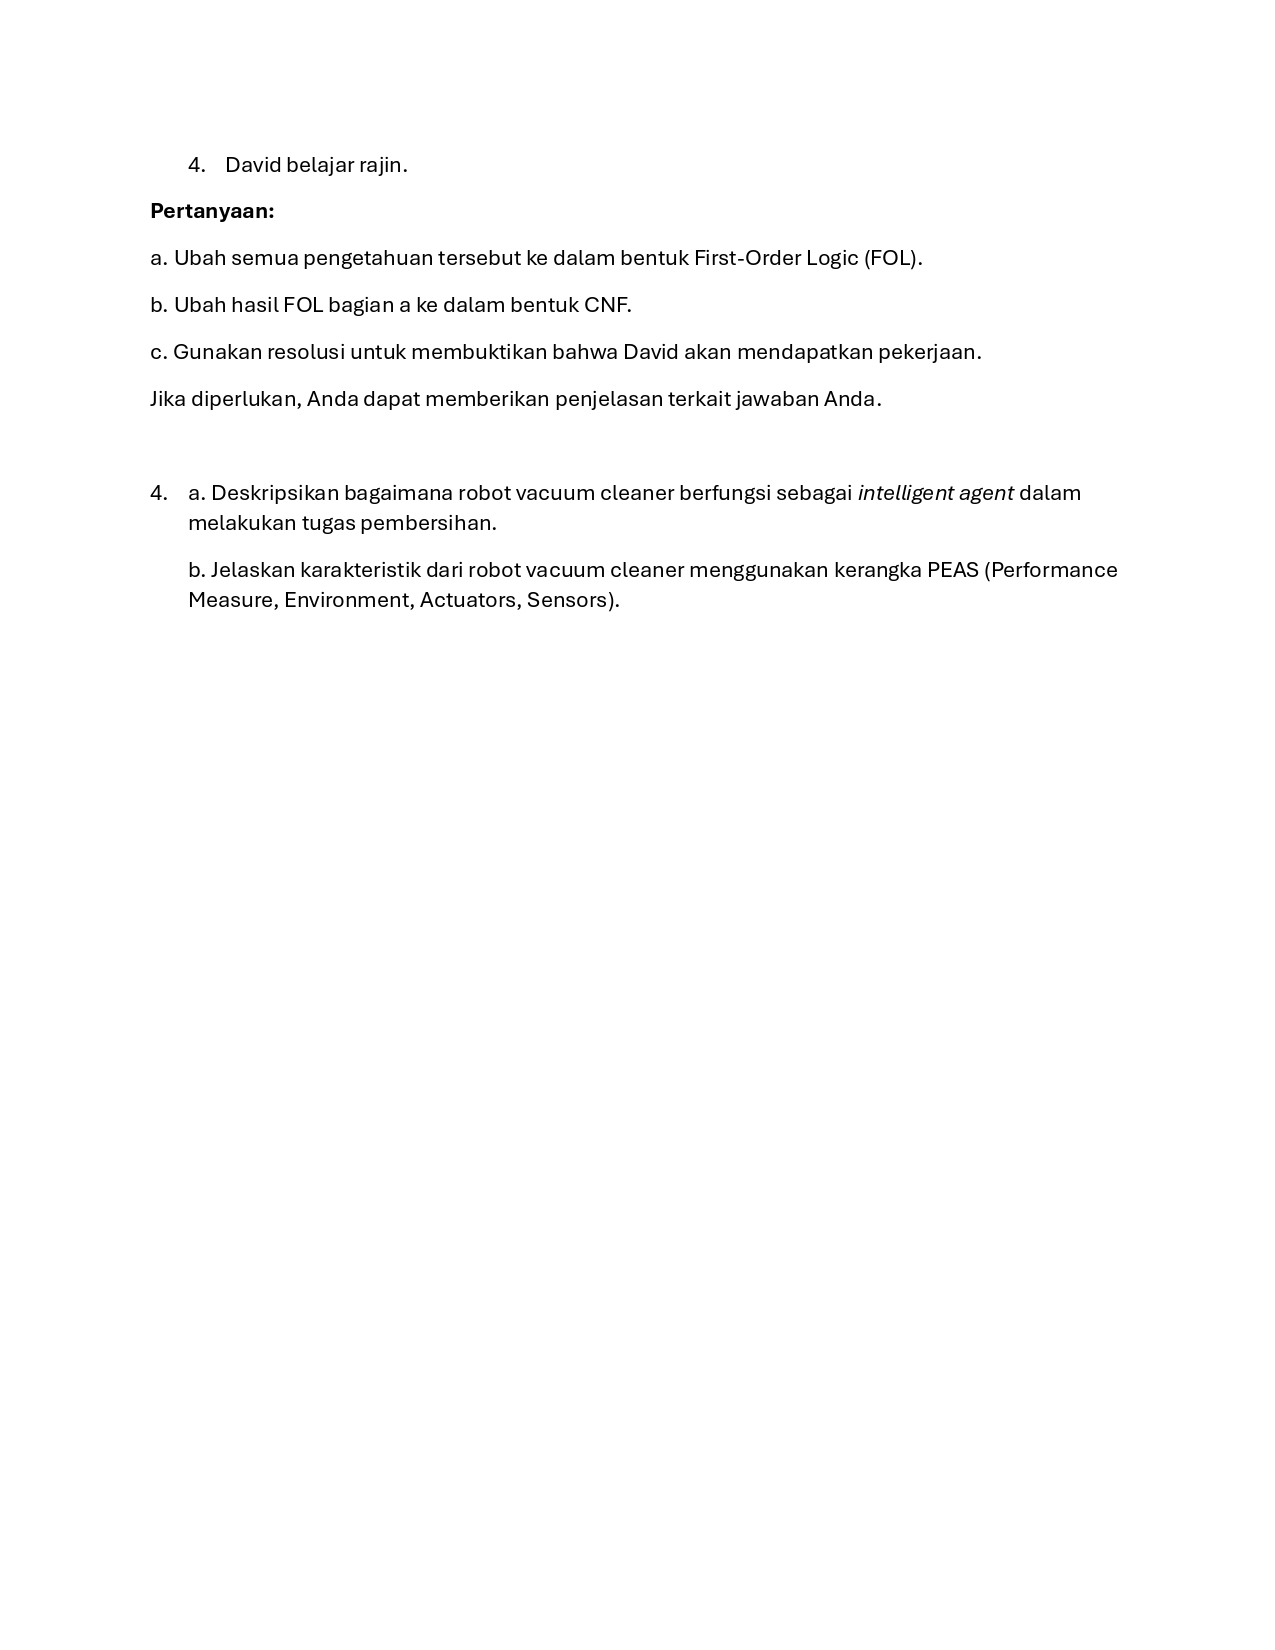 4. David belajar rajin.
Pertanyaan:
a. Ubah semua pengetahuan tersebut ke dalam bentuk First-Order Logic (FOL).
b. Ubah hasil FOL bagian a ke dalam bentuk CNF.
c. Gunakan resolusi untuk membuktikan bahwa David akan mendapatkan pekerjaan.
Jika diperlukan, Anda dapat memberikan penjelasan terkait jawaban Anda.
4. a. Deskripsikan bagaimana robot vacuum cleaner berfungsi sebagai intelligent agent dalam
melakukan tugas pembersihan.
b. Jelaskan karakteristik dari robot vacuum cleaner menggunakan kerangka PEAS (Performance
Measure, Environment, Actuators, Sensors).